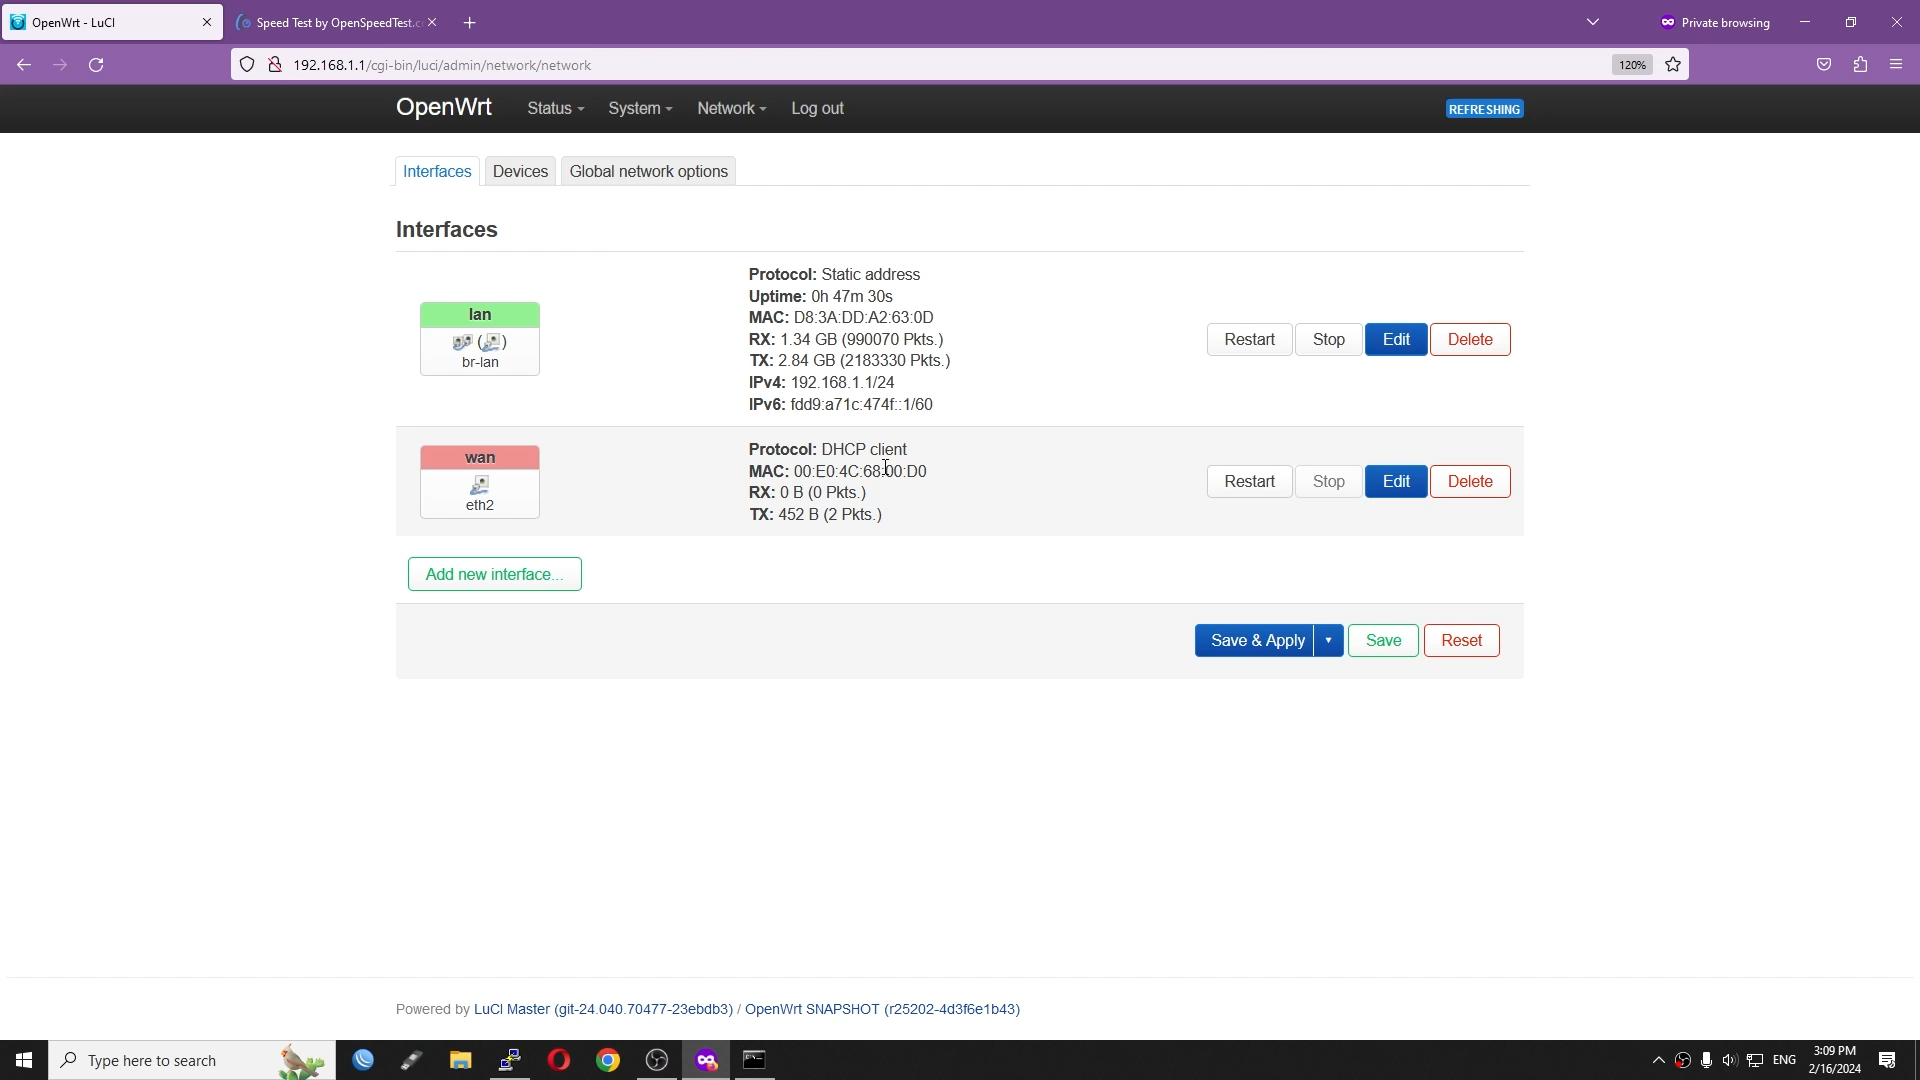 OpenWrt - LuCI
Speed Test by OpenSpeedTest.c
Private browsing
192.168.1.1/cgi-bin/luci/admin/network/network
120%
OpenWrt
Status
System
Network
Log out
REFRESHING
Interfaces
Devices
Global network options
Interfaces
lan
br-lan
Protocol: Static address
Uptime: 0h 47m 30s
MAC: D8:3A:DD:A2:63:0D
RX: 1.34 GB (990070 Pkts.)
TX: 2.84 GB (2183330 Pkts.)
IPv4: 192.168.1.1/24
IPv6: fdd9:a71c:474f::1/60
Restart
Stop
Edit
Delete
wan
eth2
Protocol: DHCP client
MAC: 00:E0:4C:68:00:D0
RX: 0 B (0 Pkts.)
TX: 452 B (2 Pkts.)
Restart
Stop
Edit
Delete
Add new interface...
Save & Apply
Save
Reset
Powered by LuCI Master (git-24.040.70477-23ebdb3) / OpenWrt SNAPSHOT (r25202-4d3f6e1b43)
Type here to search
ENG
3:09 PM
2/16/2024